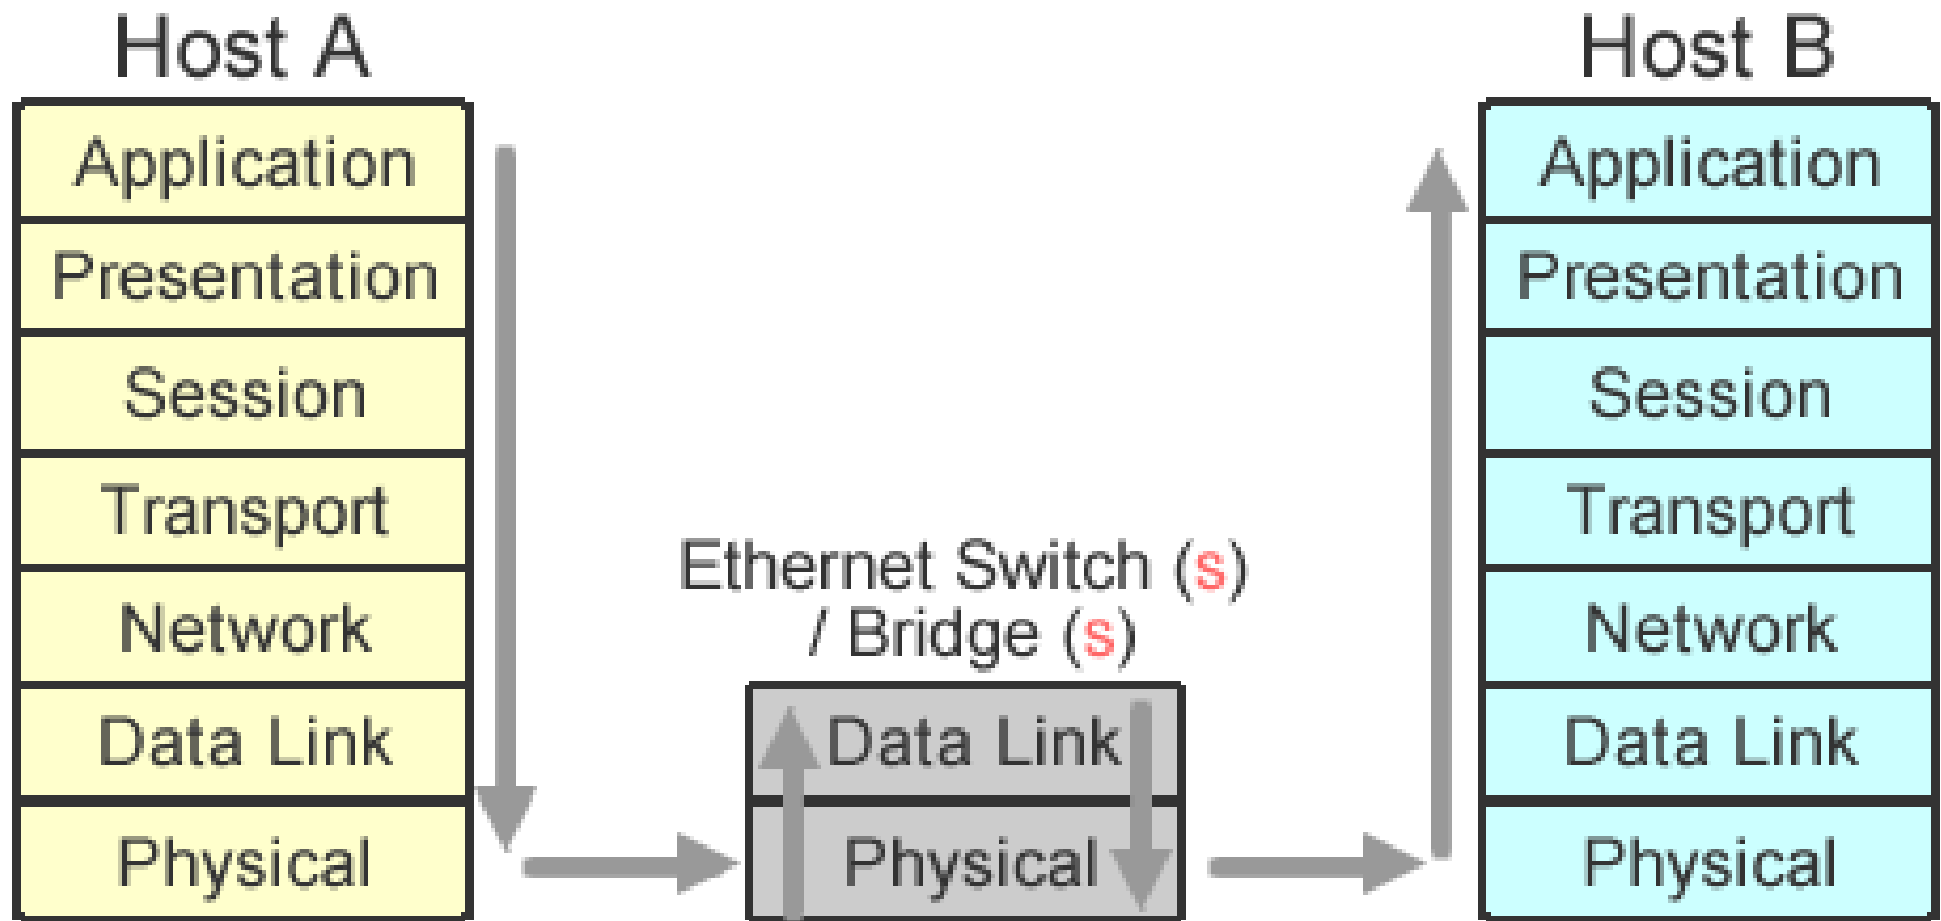 Host A
Application
Presentation
Session
Transport
Network
Data Link
Physical
Ethernet Switch (s)
/ Bridge (s)
Data Link
Physical
Host B
Application
Presentation
Session
Transport
Network
Data Link
Physical